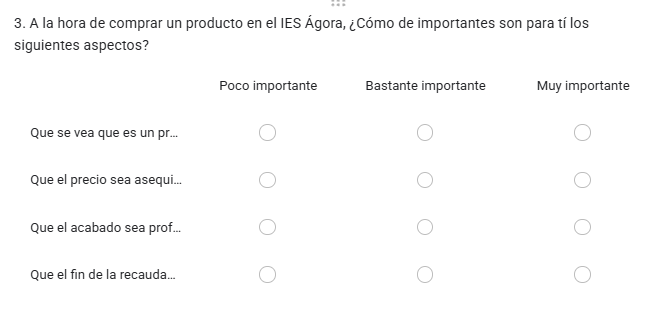 3. A la hora de comprar un producto en el IES Ágora, ¿Cómo de importantes son para tí los
siguientes aspectos?
Poco importante Bastante importante Muy importante
Que se vea que es un pr...
Que el precio sea asequi...
Que el acabado sea prof...
Que el fin de la recauda...